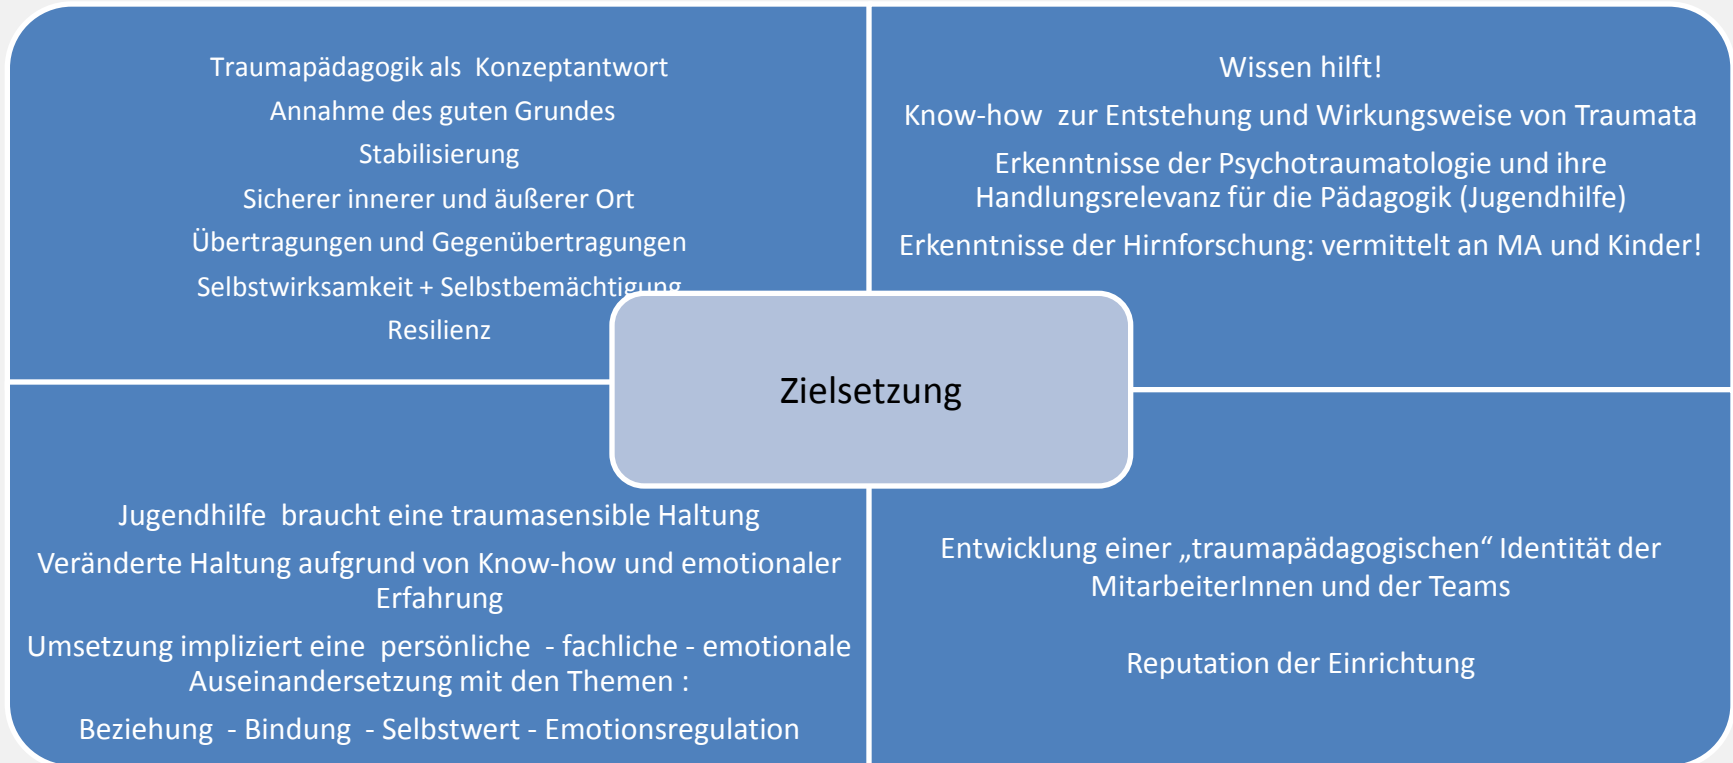 Traumapädagogik als Konzeptantwort
Annahme des guten Grundes
Stabilisierung
Sicherer innerer und äußerer Ort
Übertragungen und Gegenübertragungen
Selbstwirksamkeit + Selbstbemächtigung
Resilienz
Wissen hilft!
Know-how zur Entstehung und Wirkungsweise von Traumata
Erkenntnisse der Psychotraumatologie und ihre
Handlungsrelevanz für die Pädagogik (Jugendhilfe)
Erkenntnisse der Hirnforschung: vermittelt an MA und Kinder!
Zielsetzung
Jugendhilfe braucht eine traumasensible Haltung
Veränderte Haltung aufgrund von Know-how und emotionaler
Erfahrung
Umsetzung impliziert eine persönliche - fachliche - emotionale
Auseinandersetzung mit den Themen :
Beziehung - Bindung - Selbstwert - Emotionsregulation
Entwicklung einer „traumapädagogischen“ Identität der
MitarbeiterInnen und der Teams
Reputation der Einrichtung